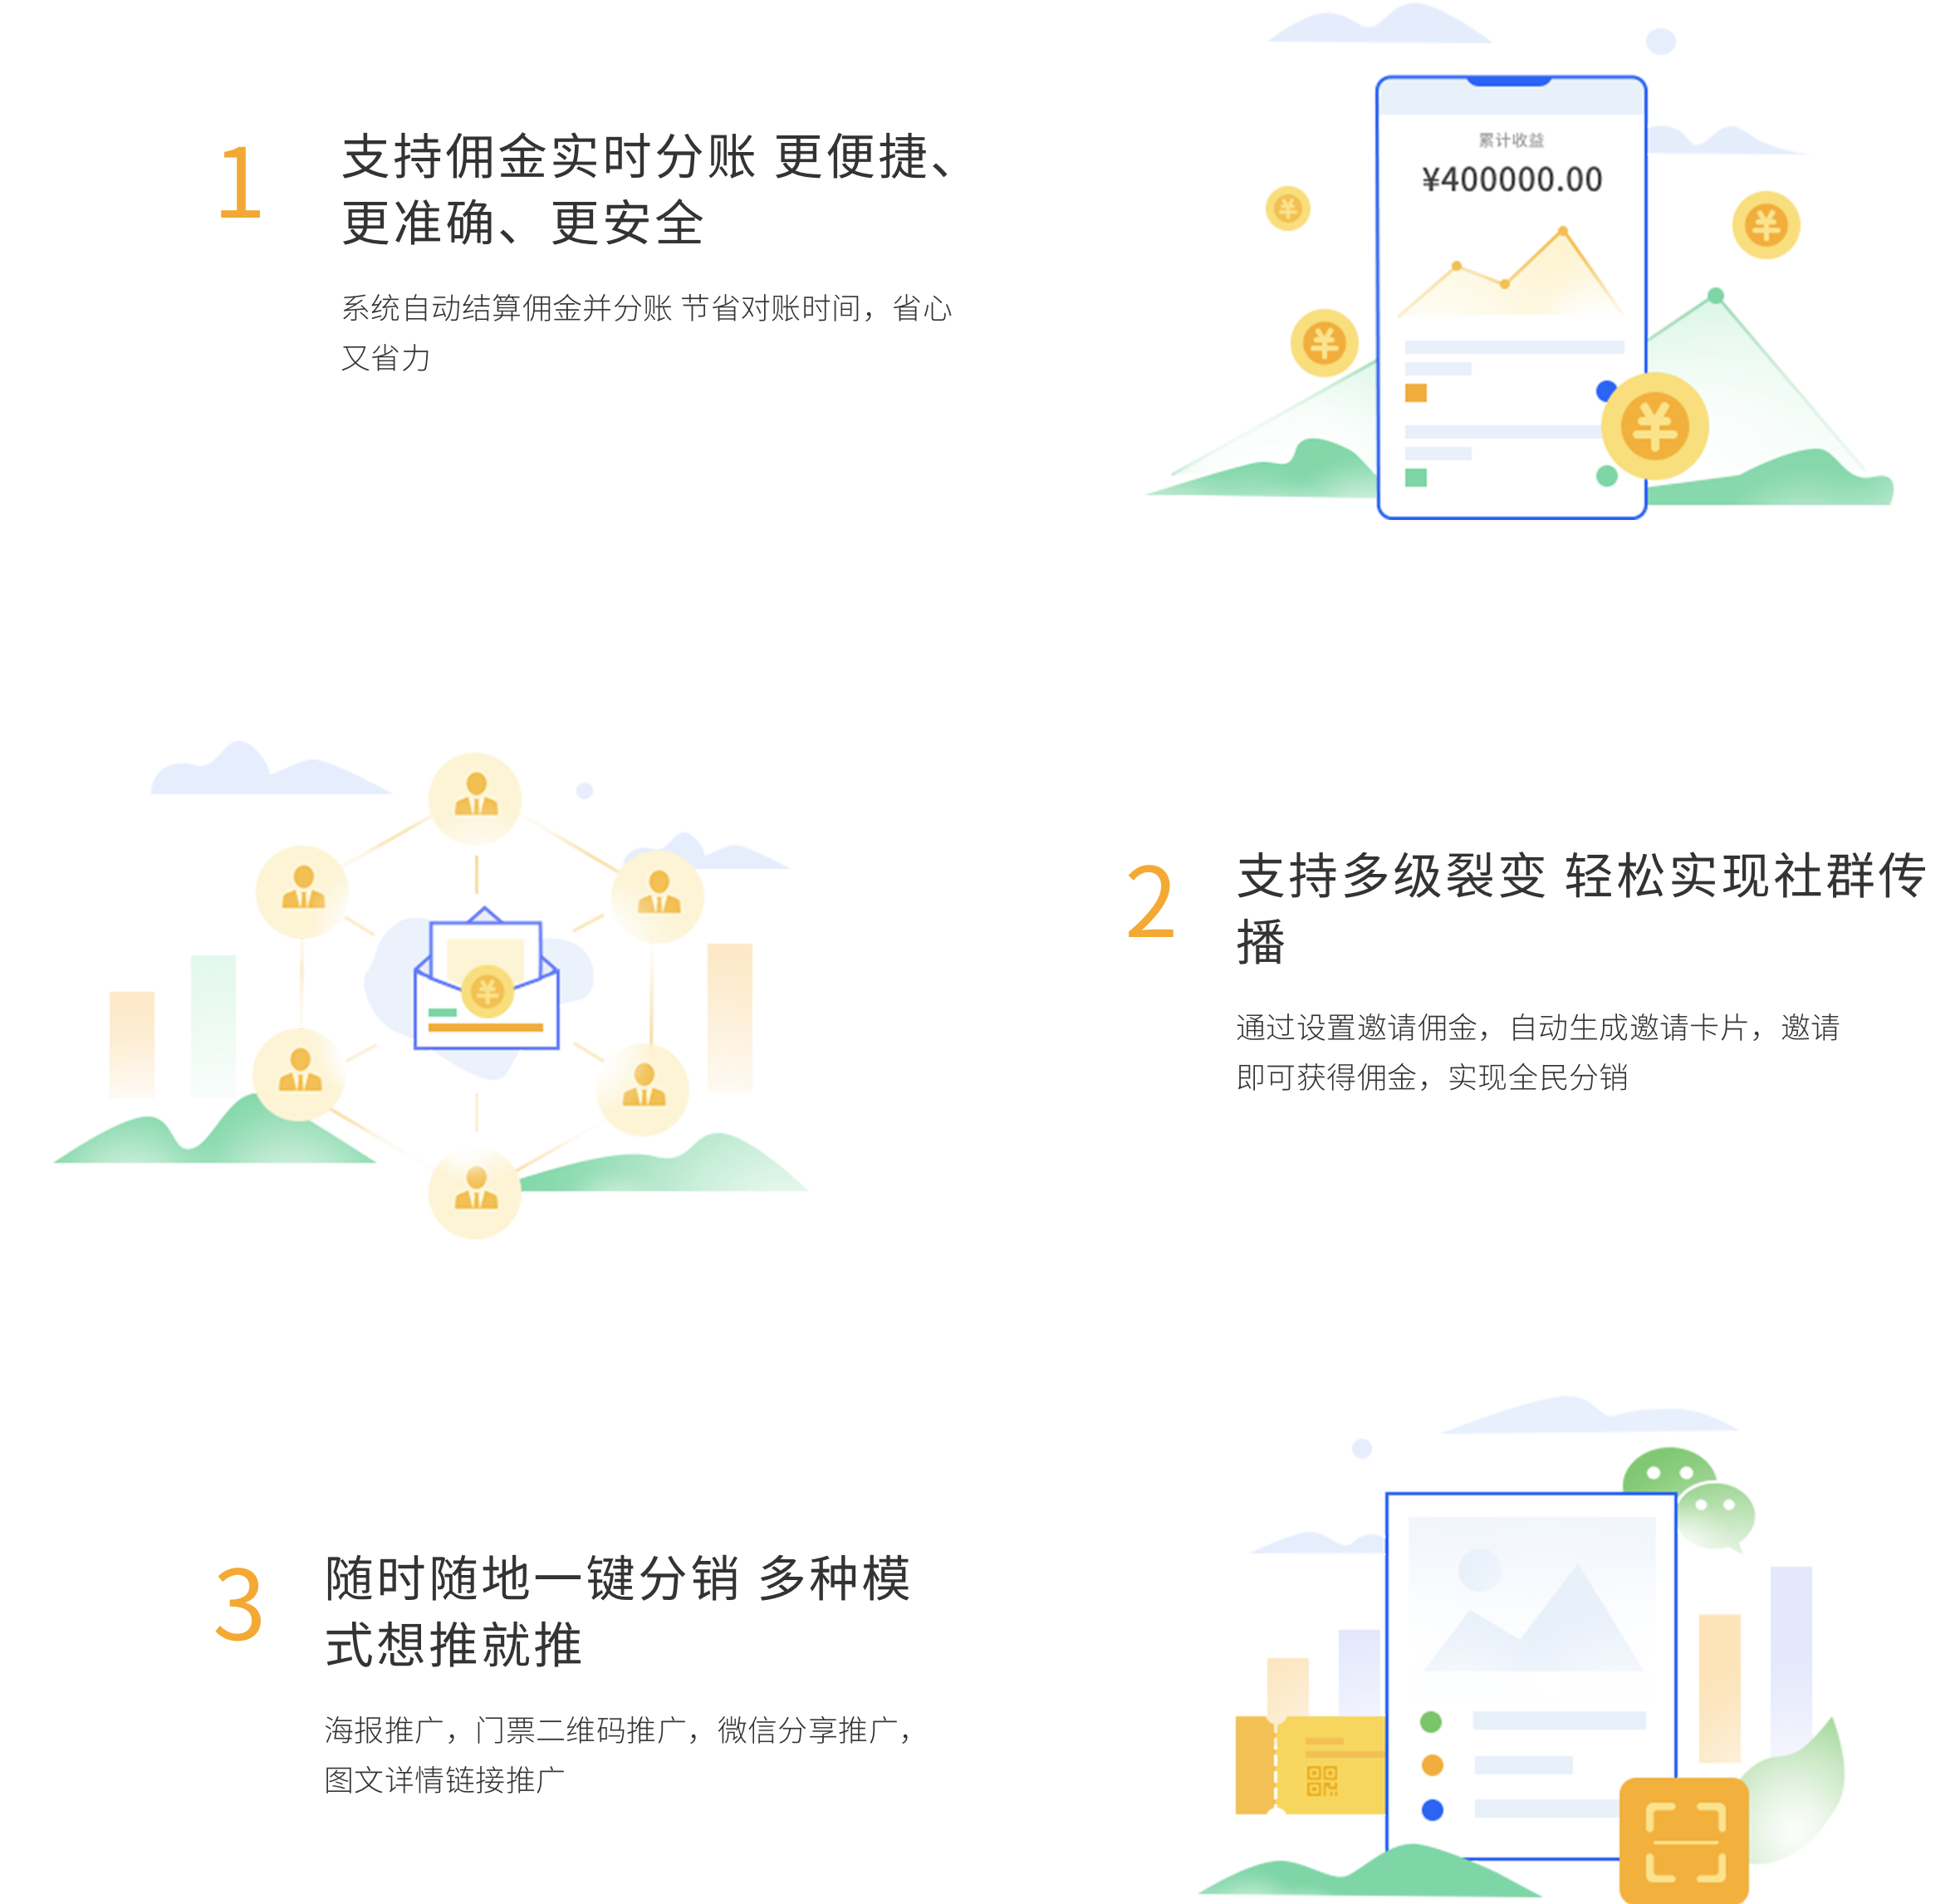 1
支持佣金实时分账 更便捷、
更准确、更安全
系统自动结算佣金并分账 节省对账时间，省心
又省力
累计收益
¥400000.00
2
支持多级裂变 轻松实现社群传
播
通过设置邀请佣金，自动生成邀请卡片，邀请
即可获得佣金，实现全民分销
3
随时随地一键分销 多种模
式想推就推
海报推广，门票二维码推广，微信分享推广，
图文详情链接推广